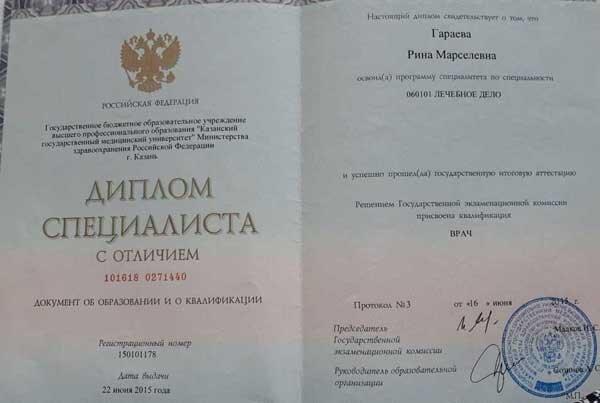 РОССИЙСКАЯ ФЕДЕРАЦИЯ
Государственное бюджетное образовательное учреждение
высшего профессионального образования "Казанский
государственный медицинский университет" Министерства
здравоохранения Российской Федерации
г. Казань
ДИПЛОМ
СПЕЦИАЛИСТА
С ОТЛИЧИЕМ
101618 0271440
ДОКУМЕНТ ОБ ОБРАЗОВАНИИ И О КВАЛИФИКАЦИИ
Регистрационный номер
150101178
Дата выдачи
22 июня 2015 года
Настоящий диплом свидетельствует о том, что
Гараева
Рина Марселевна
освоил(а) программу специалитета по специальности
060101 ЛЕЧЕБНОЕ ДЕЛО
и успешно прошел(ла) государственную итоговую аттестацию
Решением Государственной экзаменационной комиссии
присвоена квалификация
ВРАЧ
Протокол №3 от «16 » июня 2015 г.
Председатель
Государственной
экзаменационной комиссии
Руководитель образовательной
организации
М.П.